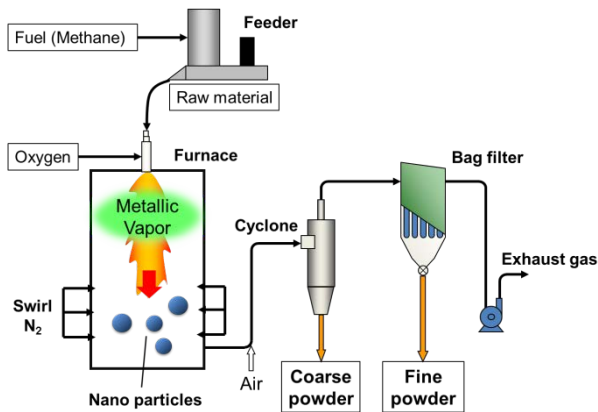 Fuel (Methane)
Feeder
Raw material
Oxygen
Furnace
Metallic
Vapor
Swirl
N₂
Nano particles
Air
Cyclone
Coarse
powder
Bag filter
Fine
powder
Exhaust gas